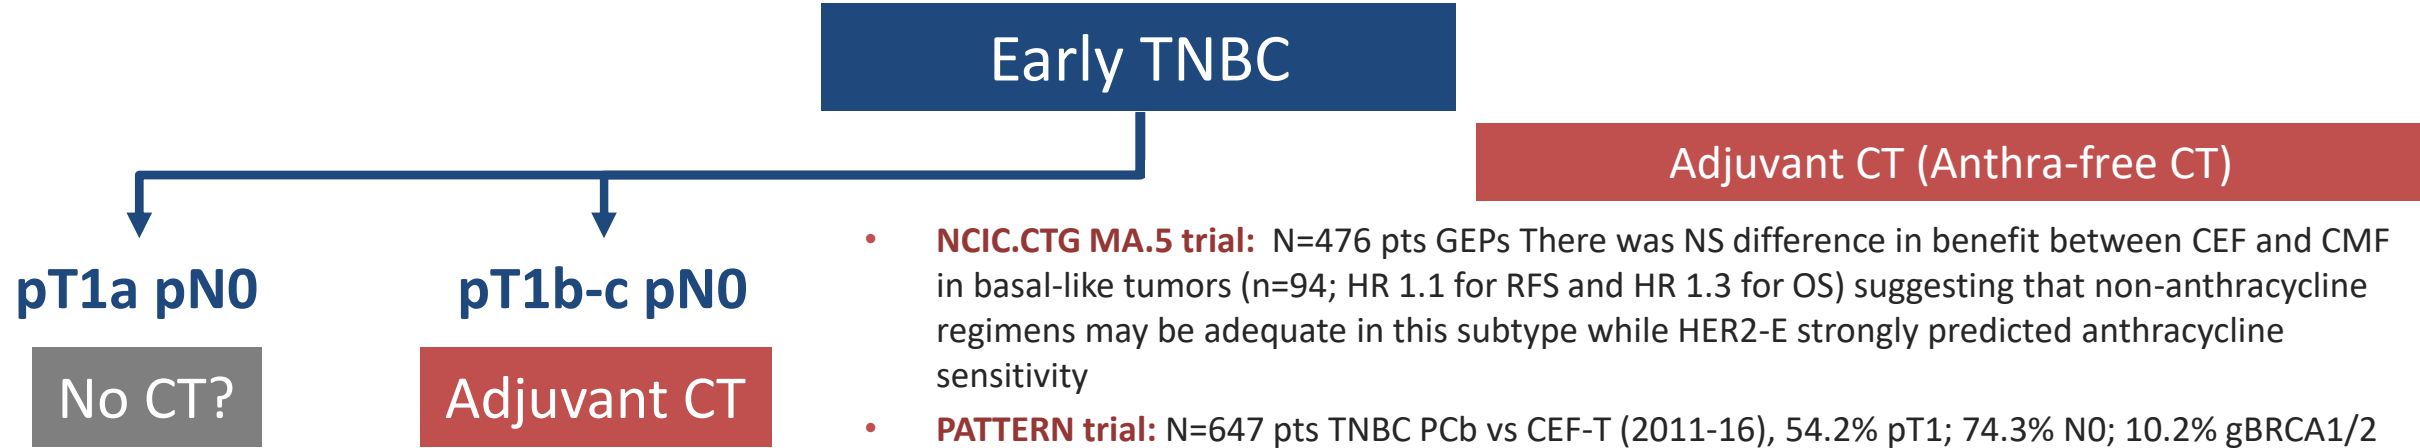 Early TNBC
Adjuvant CT (Anthra-free CT)
pT1a pN0
pT1b-c pN0
No CT?
Adjuvant CT
• NCIC.CTG MA.5 trial: N=476 pts GEPs There was NS difference in benefit between CEF and CMF
in basal-like tumors (n=94; HR 1.1 for RFS and HR 1.3 for OS) suggesting that non-anthracycline
regimens may be adequate in this subtype while HER2-E strongly predicted anthracycline
sensitivity
• PATTERN trial: N=647 pts TNBC PCb vs CEF-T (2011-16), 54.2% pT1; 74.3% N0; 10.2% gBRCA1/2